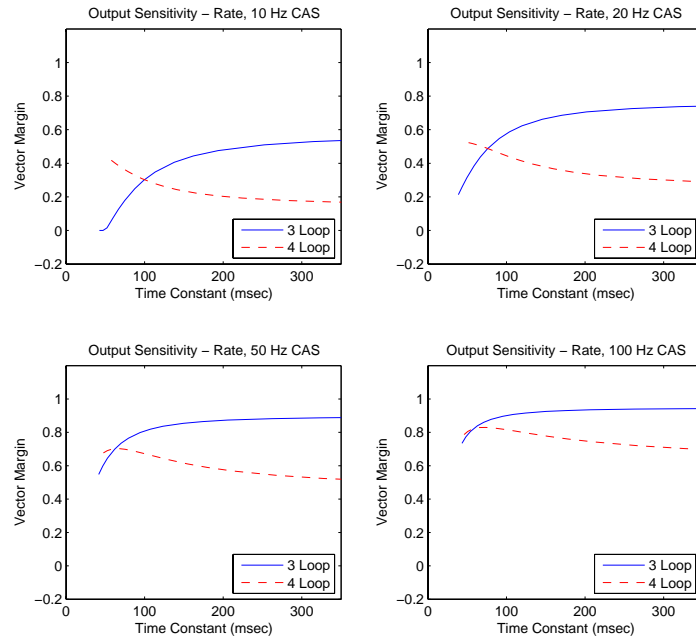 Output Sensitivity − Rate, 10 Hz CAS
Vector Margin
1
0.8
0.6
0.4
0.2
0
−0.2
0
100
200
300
Time Constant (msec)
3 Loop
4 Loop
Output Sensitivity − Rate, 20 Hz CAS
Vector Margin
1
0.8
0.6
0.4
0.2
0
−0.2
0
100
200
300
Time Constant (msec)
3 Loop
4 Loop
Output Sensitivity − Rate, 50 Hz CAS
Vector Margin
1
0.8
0.6
0.4
0.2
0
−0.2
0
100
200
300
Time Constant (msec)
3 Loop
4 Loop
Output Sensitivity − Rate, 100 Hz CAS
Vector Margin
1
0.8
0.6
0.4
0.2
0
−0.2
0
100
200
300
Time Constant (msec)
3 Loop
4 Loop